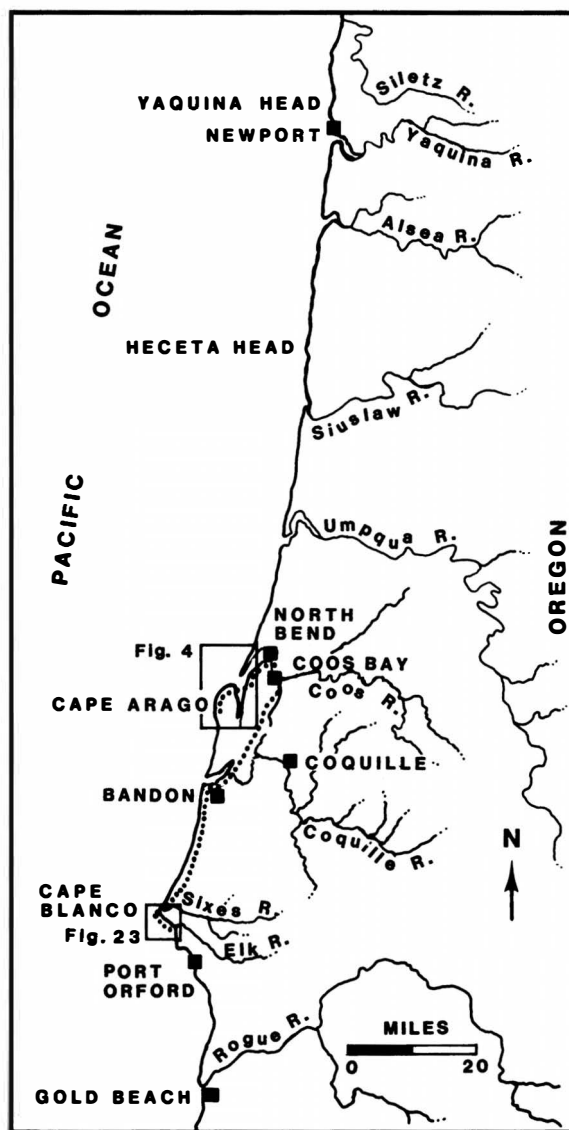 Siletz R.
YAQUINA HEAD
NEWPORT
Yaquina R.
Alsea R.
OCEAN
HECETA HEAD
Siuslaw R.
PACIFIC
Umpqua R.
OREGON
NORTH
BEND
Fig. 4
COOS BAY
CAPE ARAGO
Coos R.
COQUILLE
BANDON
Coquille R.
N
CAPE
BLANCO
Sixes R.
Fig. 23
Elk R.
PORT
ORFORD
Rogue R.
MILES
0 20
GOLD BEACH